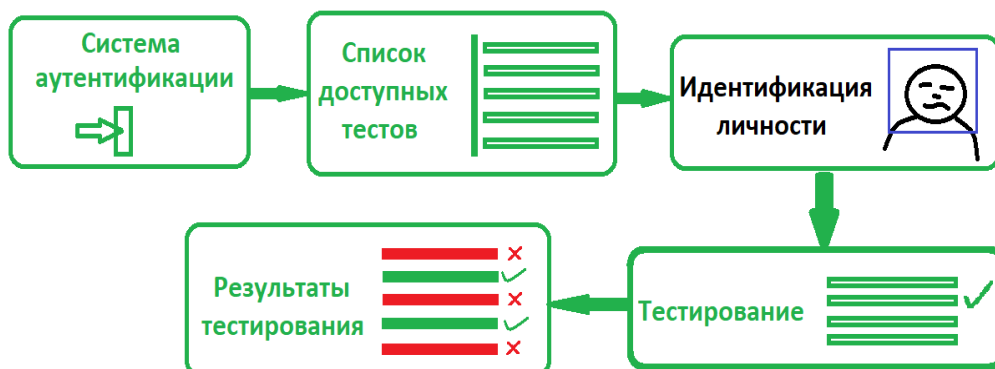 Система
аутентификации
Список
доступных
тестов
Идентификация
личности
Тестирование
Результаты
тестирования